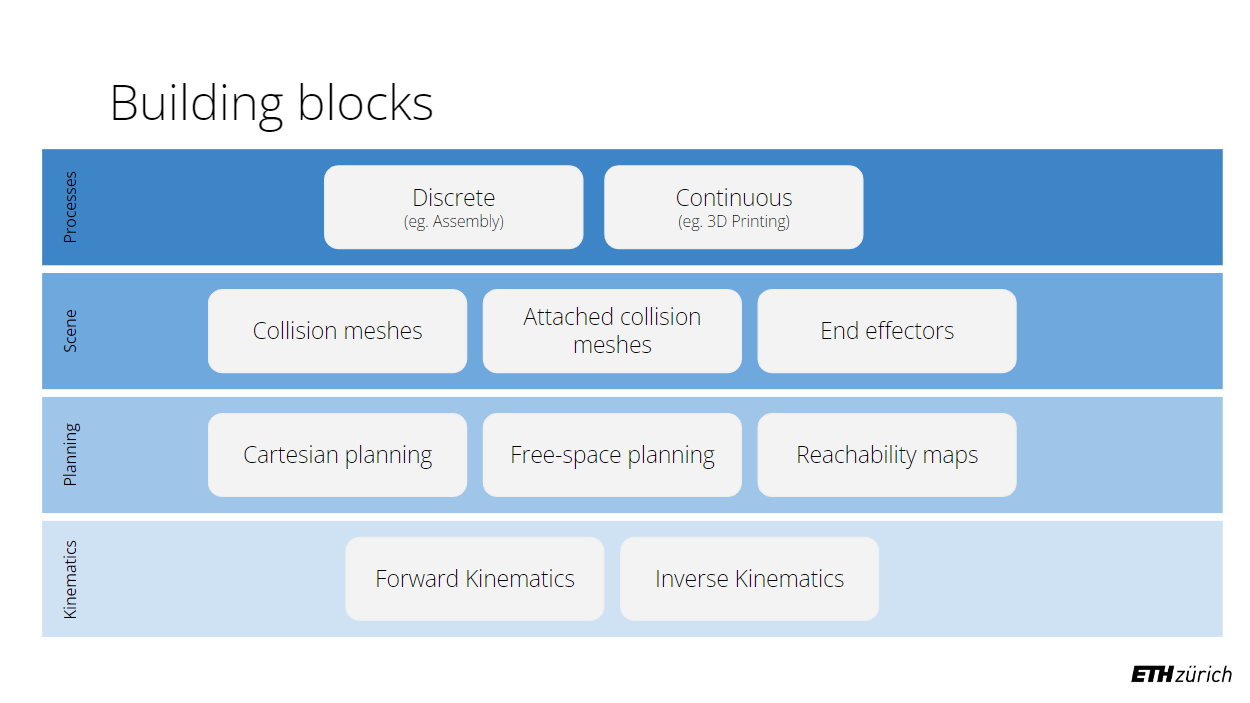 Building blocks
Processes
Discrete
(eg. Assembly)
Continuous
(eg. 3D Printing)
Scene
Collision meshes
Attached collision
meshes
End effectors
Planning
Cartesian planning
Free-space planning
Reachability maps
Kinematics
Forward Kinematics
Inverse Kinematics
ETH zürich